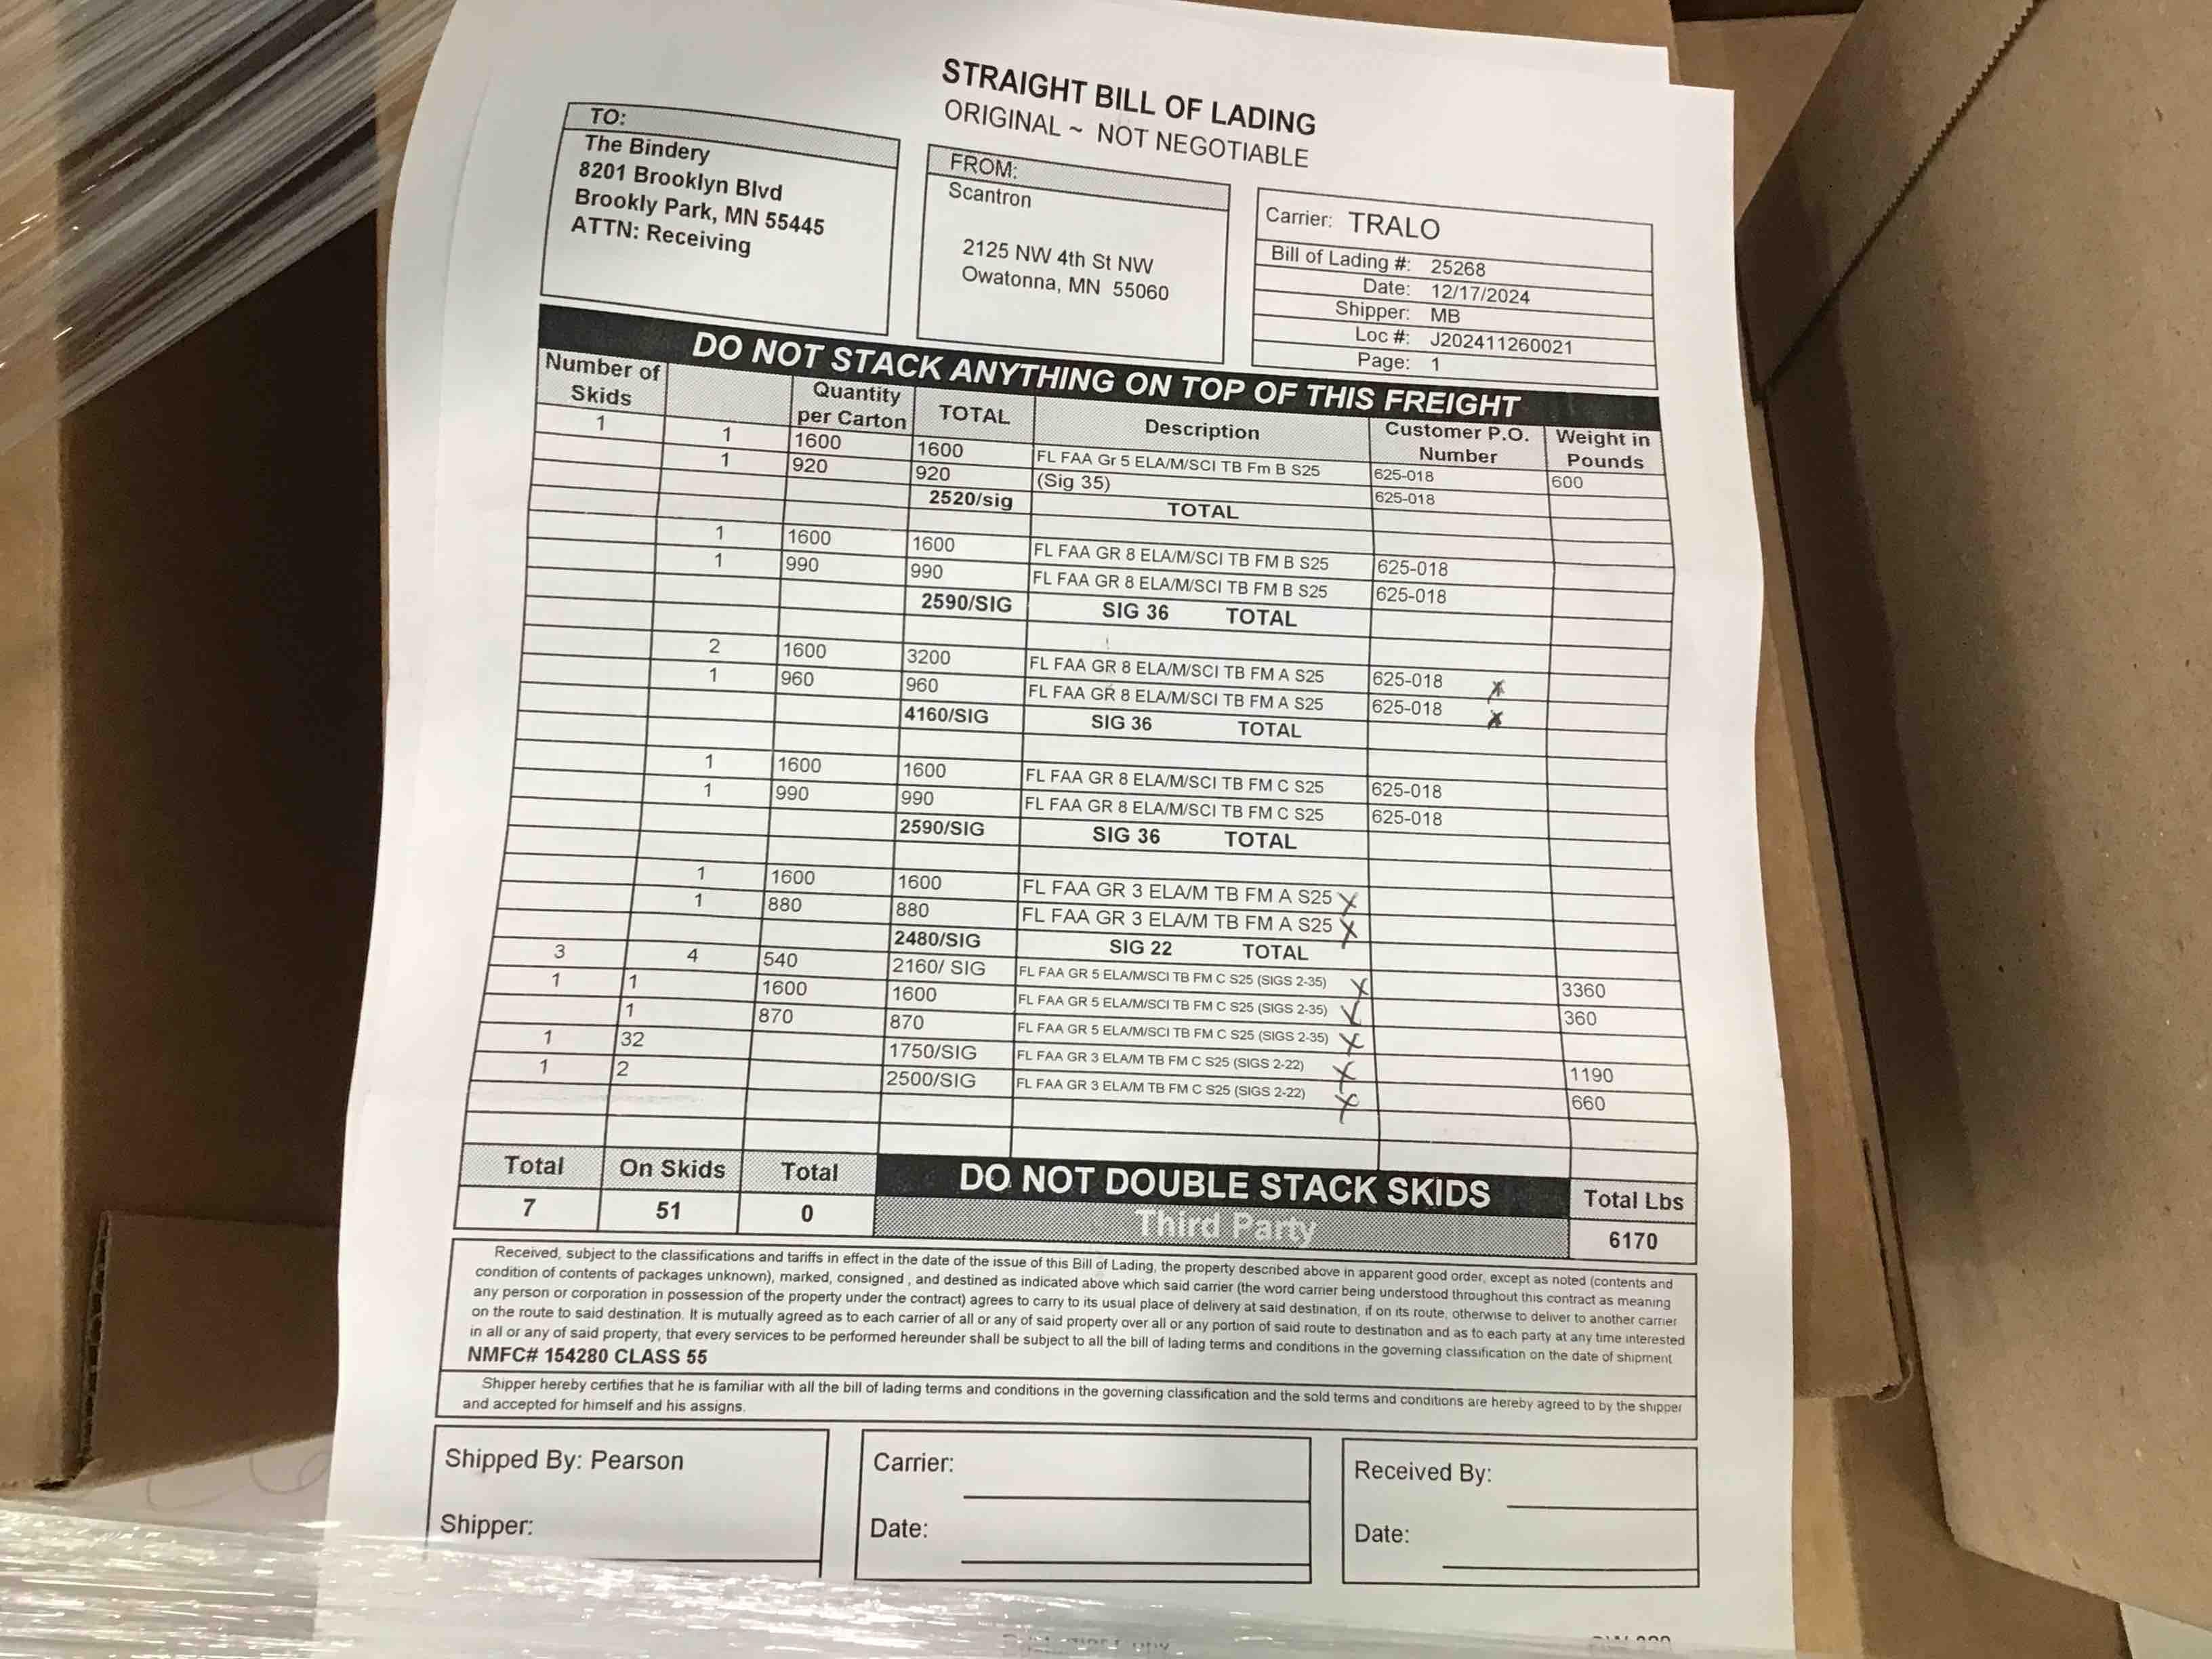 STRAIGHT BILL OF LADING
ORIGINAL ~ NOT NEGOTIABLE
TO:
The Bindery
8201 Brooklyn Blvd
Brookly Park, MN 55445
ATTN: Receiving
FROM:
Scantron
2125 NW 4th St NW
Owatonna, MN 55060
Carrier: TRALO
Bill of Lading #: 25268
Date: 12/17/2024
Shipper: MB
Loc #: J202411260021
Page: 1
DO NOT STACK ANYTHING ON TOP OF THIS FREIGHT
Number of Skids Quantity per Carton TOTAL Description Customer P.O. Number Weight in Pounds
1 1 1600 1600 FL FAA Gr 5 ELA/M/SCI TB Fm B S25 625-018 600
1 920 920 (Sig 35) 625-018
2520/sig TOTAL
1 1600 1600 FL FAA GR 8 ELA/M/SCI TB FM B S25 625-018
1 990 990 FL FAA GR 8 ELA/M/SCI TB FM B S25 625-018
2590/SIG SIG 36 TOTAL
2 1600 3200 FL FAA GR 8 ELA/M/SCI TB FM A S25 625-018 X
1 960 960 FL FAA GR 8 ELA/M/SCI TB FM A S25 625-018 X
4160/SIG SIG 36 TOTAL
1 1600 1600 FL FAA GR 8 ELA/M/SCI TB FM C S25 625-018
1 990 990 FL FAA GR 8 ELA/M/SCI TB FM C S25 625-018
2590/SIG SIG 36 TOTAL
1 1600 1600 FL FAA GR 3 ELA/M TB FM A S25 X
1 880 880 FL FAA GR 3 ELA/M TB FM A S25 X
2480/SIG SIG 22 TOTAL
3 4 540 2160/ SIG FL FAA GR 5 ELA/M/SCI TB FM C S25 (SIGS 2-35) X 3360
1 1 1600 1600 FL FAA GR 5 ELA/M/SCI TB FM C S25 (SIGS 2-35) X 360
1 870 870 FL FAA GR 5 ELA/M/SCI TB FM C S25 (SIGS 2-35) X
1 32 1750/SIG FL FAA GR 3 ELA/M TB FM C S25 (SIGS 2-22) X 1190
1 2 2500/SIG FL FAA GR 3 ELA/M TB FM C S25 (SIGS 2-22) X 660
Total On Skids Total DO NOT DOUBLE STACK SKIDS Total Lbs
7 51 0 Third Party 6170
Received, subject to the classifications and tariffs in effect in the date of the issue of this Bill of Lading, the property described above in apparent good order, except as noted (contents and
condition of contents of packages unknown), marked, consigned , and destined as indicated above which said carrier (the word carrier being understood throughout this contract as meaning
any person or corporation in possession of the property under the contract) agrees to carry to its usual place of delivery at said destination, if on its route, otherwise to deliver to another carrier
on the route to said destination. It is mutually agreed as to each carrier of all or any of said property over all or any portion of said route to destination and as to each party at any time interested
in all or any of said property, that every services to be performed hereunder shall be subject to all the bill of lading terms and conditions in the governing classification on the date of shipment
NMFC# 154280 CLASS 55
Shipper hereby certifies that he is familiar with all the bill of lading terms and conditions in the governing classification and the sold terms and conditions are hereby agreed to by the shipper
and accepted for himself and his assigns.
Shipped By: Pearson
Shipper:
Carrier:
Date:
Received By:
Date: